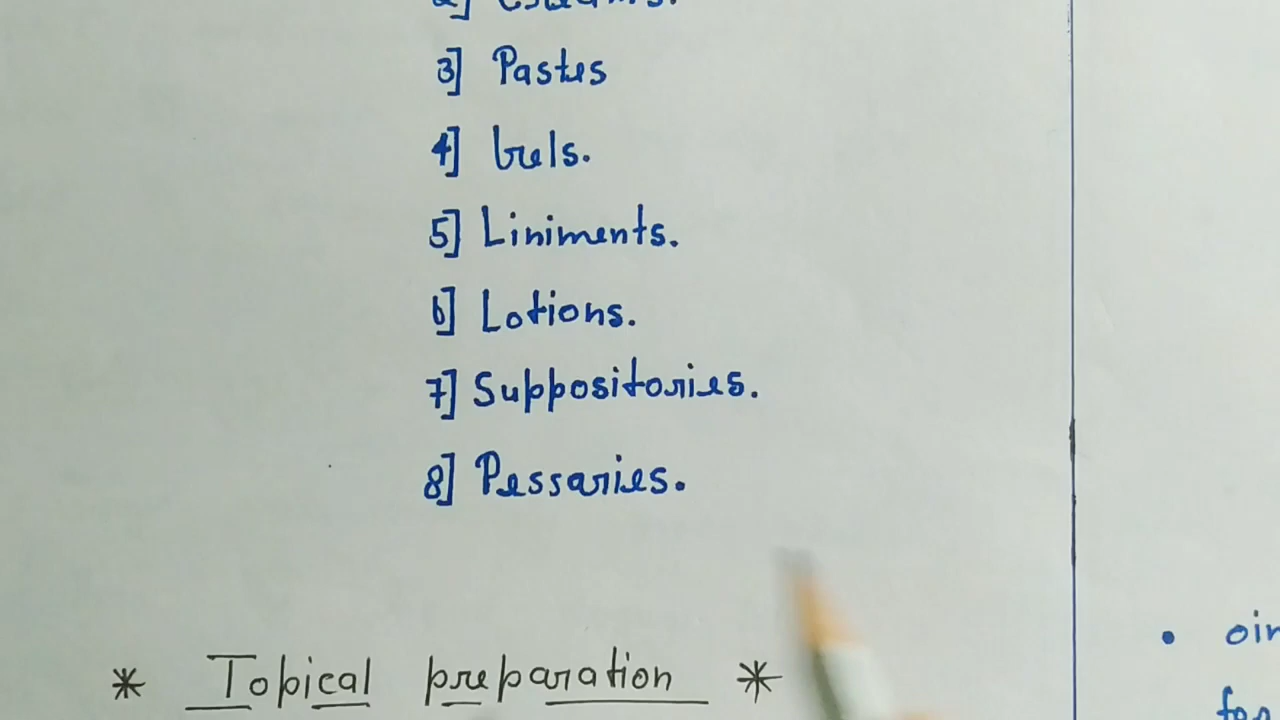 3] Pastes
4] Gels.
5] Liniments.
6] Lotions.
7] Suppositories.
8] Pessaries.
* Topical preparation *